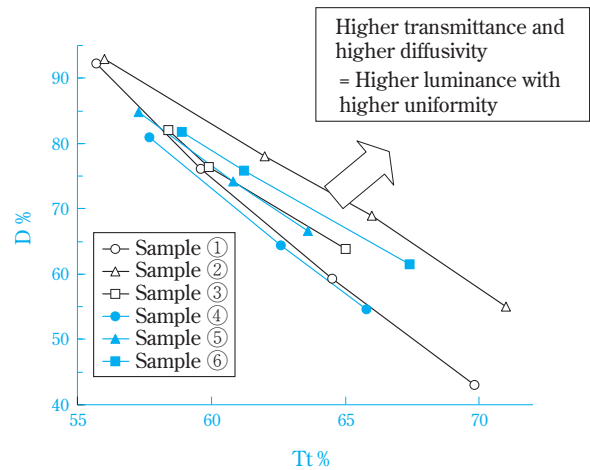 Higher transmittance and
higher diffusivity
= Higher luminance with
higher uniformity
90
80
70
60
50
40
D %
Sample ①
Sample ②
Sample ③
Sample ④
Sample ⑤
Sample ⑥
55
60
65
70
Tt %